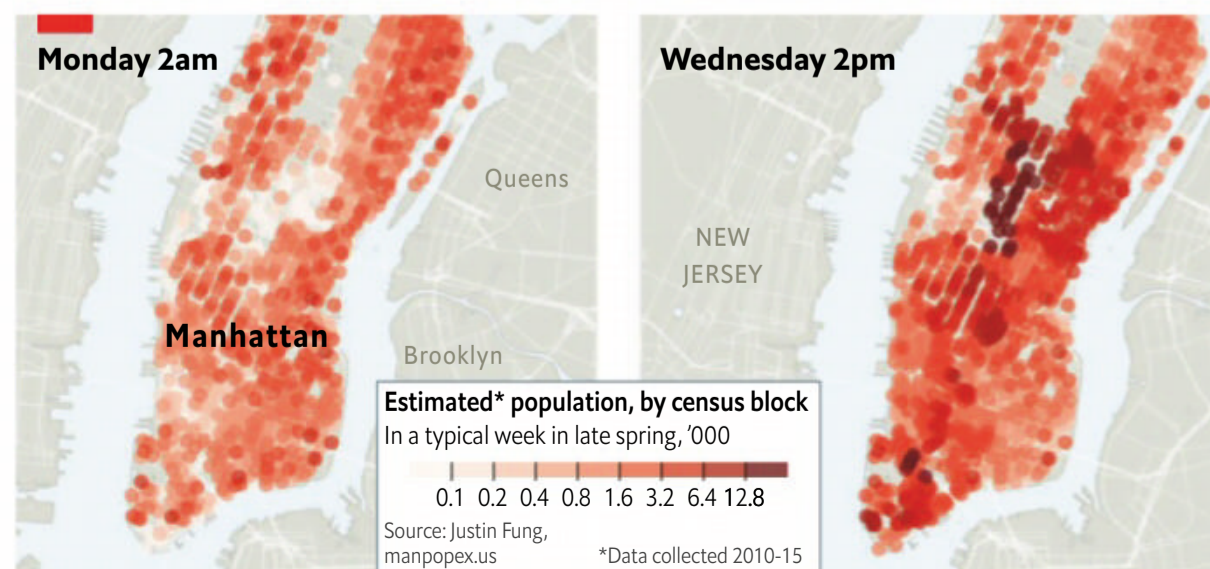 Monday 2am
Wednesday 2pm
Queens
NEW
JERSEY
Manhattan
Brooklyn
Estimated* population, by census block
In a typical week in late spring, ’000
0.1 0.2 0.4 0.8 1.6 3.2 6.4 12.8
Source: Justin Fung,
manpopex.us *Data collected 2010-15